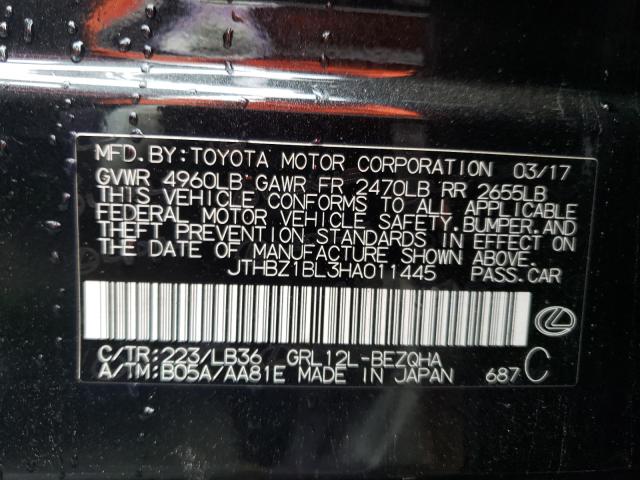 MFD.BY:TOYOTA MOTOR CORPORATION 03/17
GVWR 4960LB GAWR FR 2470LB RR 2655LB
THIS VEHICLE CONFORMS TO ALL APPLICABLE
FEDERAL MOTOR VEHICLE SAFETY,BUMPER,AND
THEFT PREVENTION STANDARDS IN EFFECT ON
THE DATE OF MANUFACTURE SHOWN ABOVE.
JTHBZ1BL3HA011445 PASS.CAR
C/TR:223/LB36 GRL12L-BEZQHA
A/TM:B05A/AA81E MADE IN JAPAN 687 C